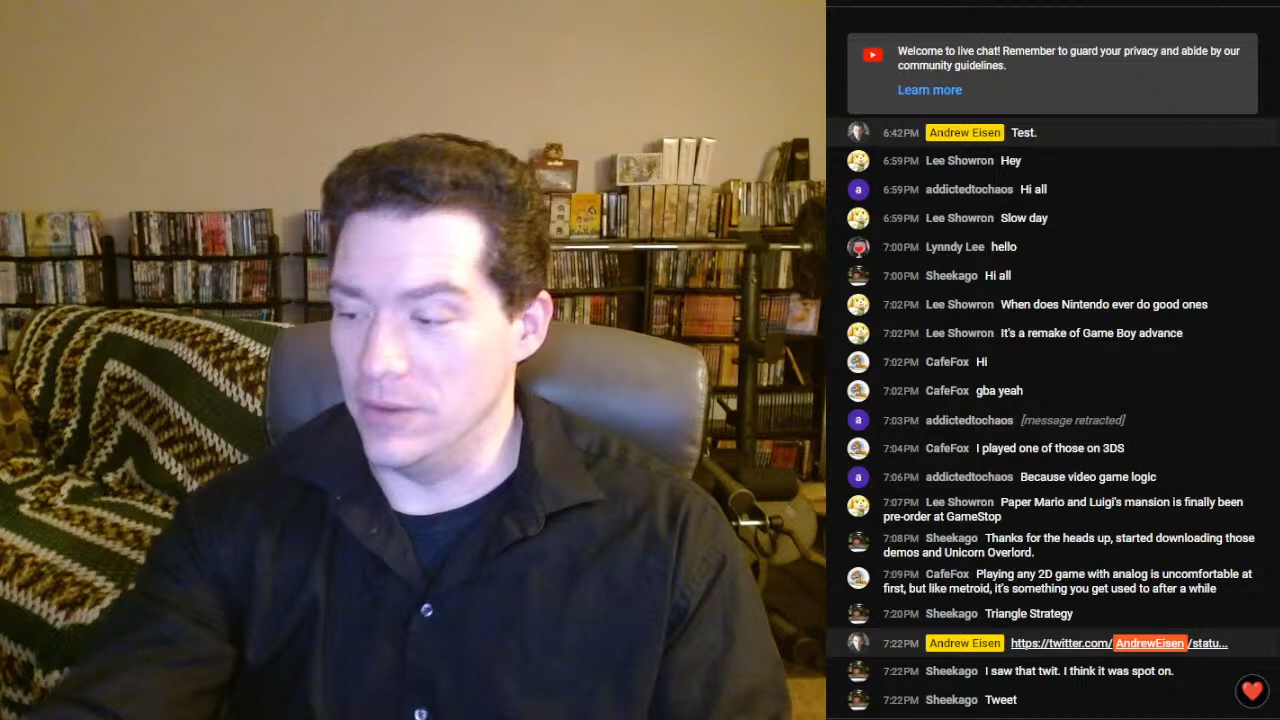 Welcome to live chat! Remember to guard your privacy and abide by our
community guidelines.
Learn more
6:42PM Andrew Eisen Test.
6:59PM Lee Showron Hey
a 6:59PM addictedtochaos Hi all
6:59PM Lee Showron Slow day
7:00PM Lynndy Lee hello
7:00PM Sheekago Hi all
7:02PM Lee Showron When does Nintendo ever do good ones
7:02PM Lee Showron It's a remake of Game Boy advance
7:02PM CafeFox Hi
7:02PM CafeFox gba yeah
a 7:03PM addictedtochaos [message retracted]
7:04PM CafeFox I played one of those on 3DS
a 7:06PM addictedtochaos Because video game logic
7:07PM Lee Showron Paper Mario and Luigi's mansion is finally been
pre-order at GameStop
7:08PM Sheekago Thanks for the heads up, started downloading those
demos and Unicorn Overlord.
7:09PM CafeFox Playing any 2D game with analog is uncomfortable at
first, but like metroid, it's something you get used to after a while
7:20PM Sheekago Triangle Strategy
7:22PM Andrew Eisen https://twitter.com/AndrewEisen/statu...
7:22PM Sheekago I saw that twit. I think it was spot on.
7:22PM Sheekago Tweet